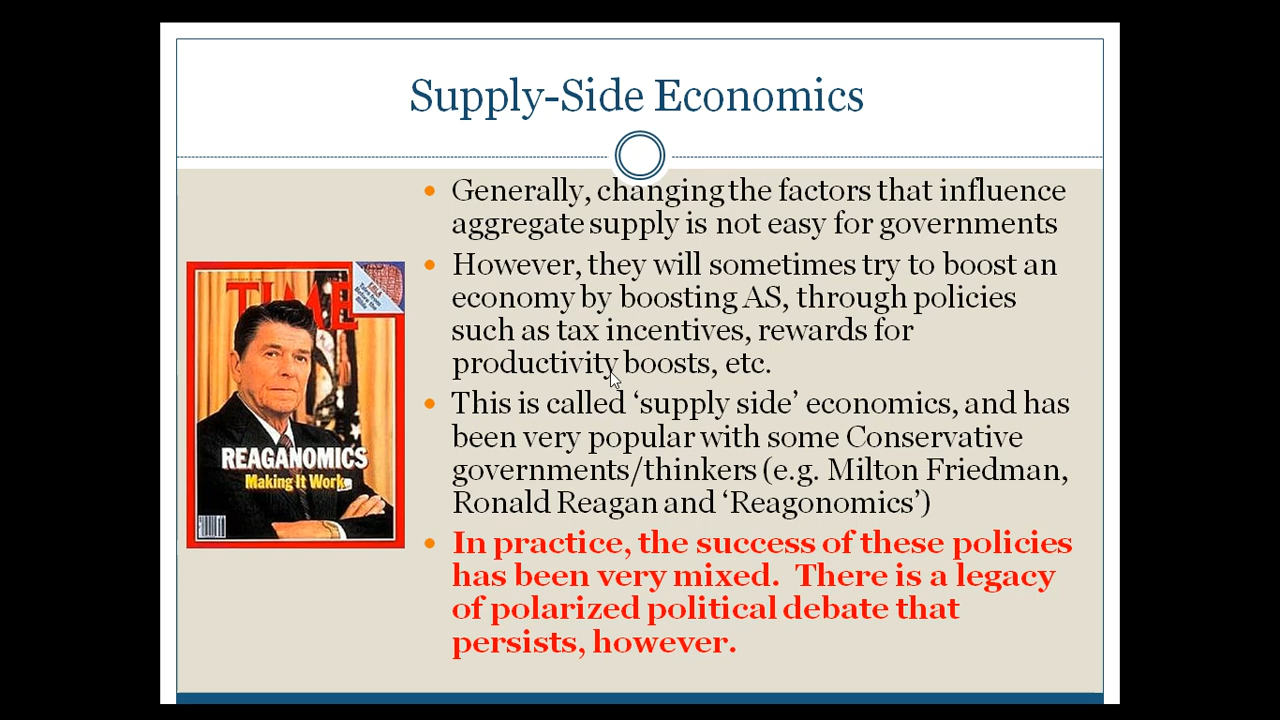 Supply-Side Economics
Generally, changing the factors that influence
aggregate supply is not easy for governments
However, they will sometimes try to boost an
economy by boosting AS, through policies
such as tax incentives, rewards for
productivity boosts, etc.
This is called ‘supply side’ economics, and has
been very popular with some Conservative
governments/thinkers (e.g. Milton Friedman,
Ronald Reagan and ‘Reagonomics’)
In practice, the success of these policies
has been very mixed.  There is a legacy
of polarized political debate that
persists, however.
TIME
REAGANOMICS
Making It Work